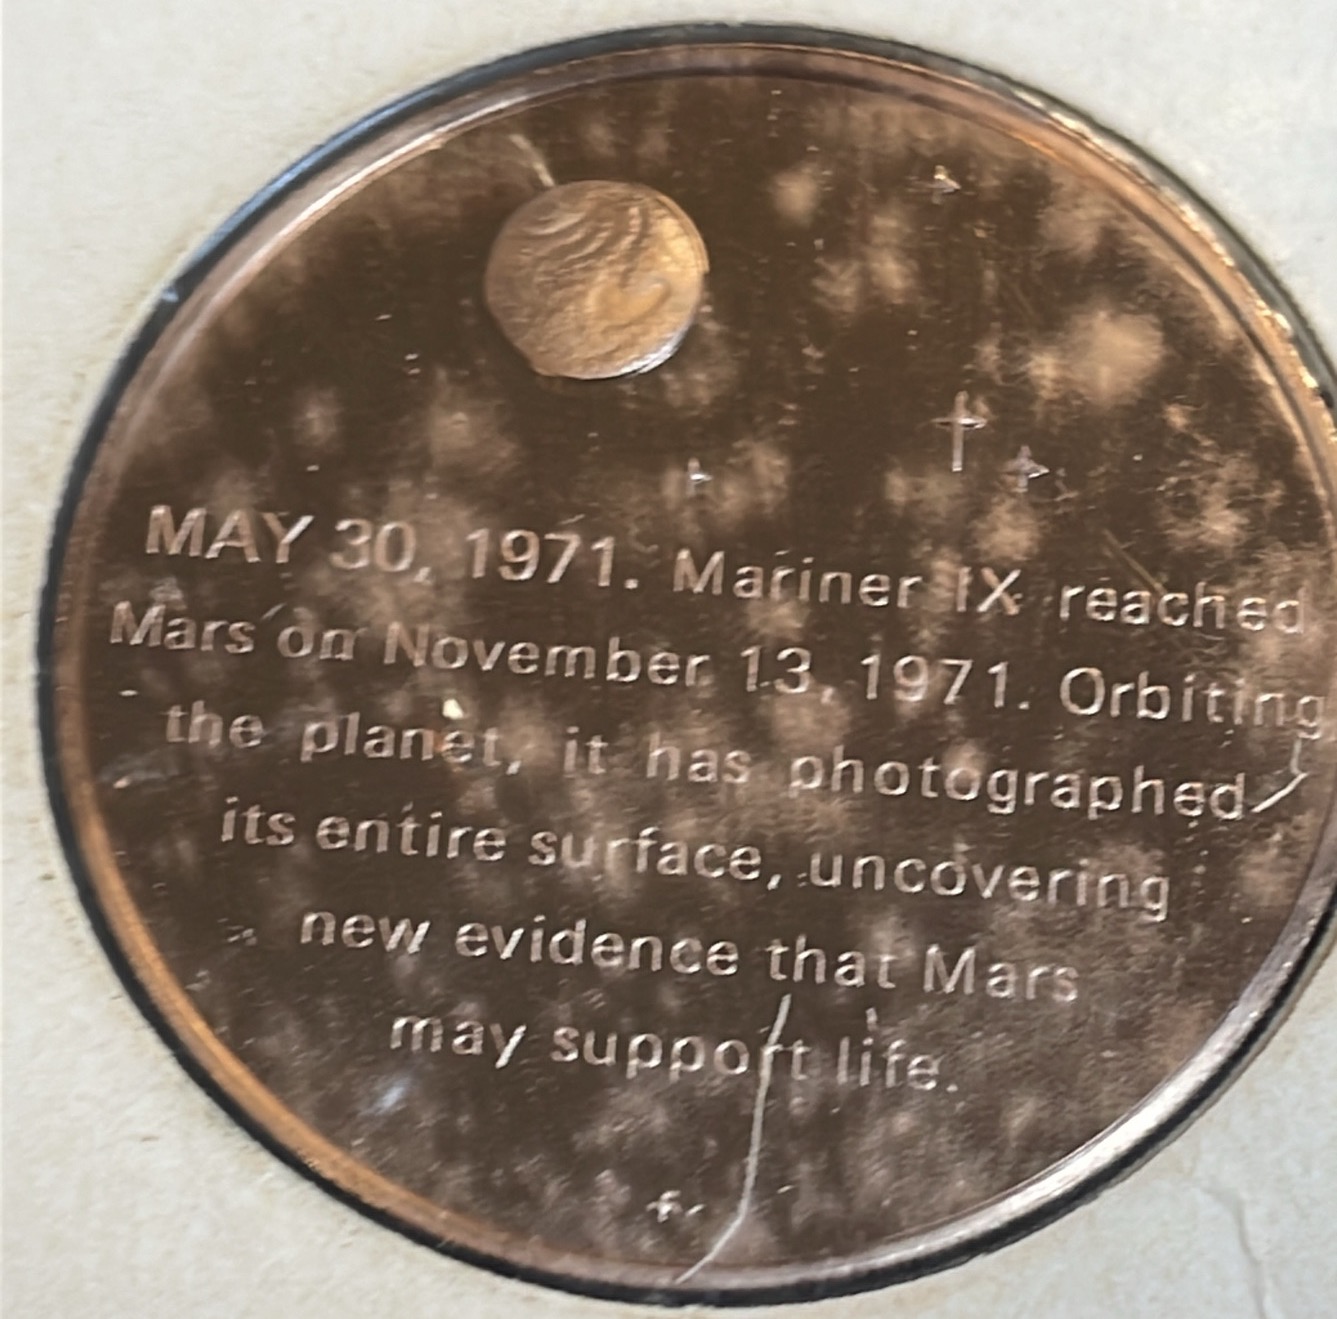 MAY 30, 1971. Mariner IX reached
Mars on November 13, 1971. Orbiting
the planet, it has photographed
its entire surface, uncovering
new evidence that Mars
may support life.